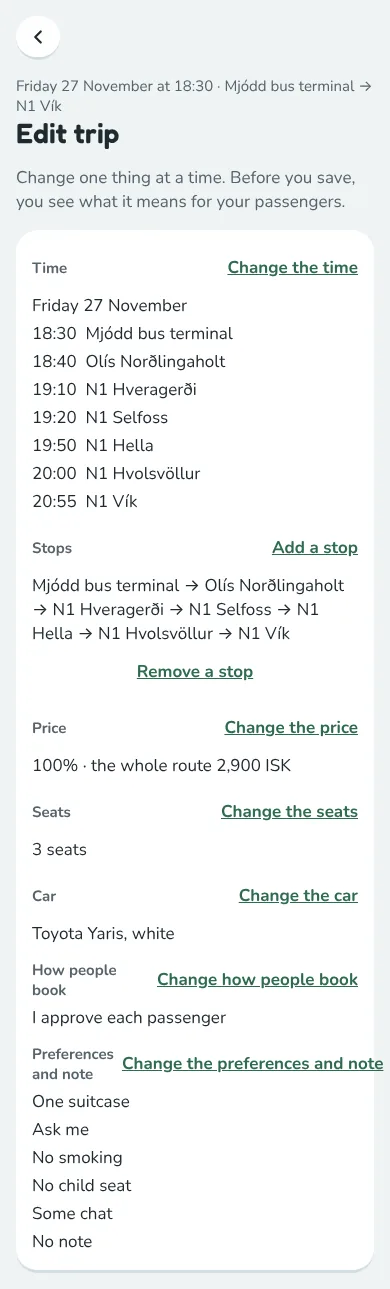 Friday 27 November at 18:30 · Mjódd bus terminal →
N1 Vík
Edit trip
Change one thing at a time. Before you save,
you see what it means for your passengers.
Time
Change the time
Friday 27 November
18:30 Mjódd bus terminal
18:40 Olís Norðlingaholt
19:10 N1 Hveragerði
19:20 N1 Selfoss
19:50 N1 Hella
20:00 N1 Hvolsvöllur
20:55 N1 Vík
Stops
Add a stop
Mjódd bus terminal → Olís Norðlingaholt
→ N1 Hveragerði → N1 Selfoss → N1
Hella → N1 Hvolsvöllur → N1 Vík
Remove a stop
Price
Change the price
100% · the whole route 2,900 ISK
Seats
Change the seats
3 seats
Car
Change the car
Toyota Yaris, white
How people
book
Change how people book
I approve each passenger
Preferences
and note
Change the preferences and note
One suitcase
Ask me
No smoking
No child seat
Some chat
No note